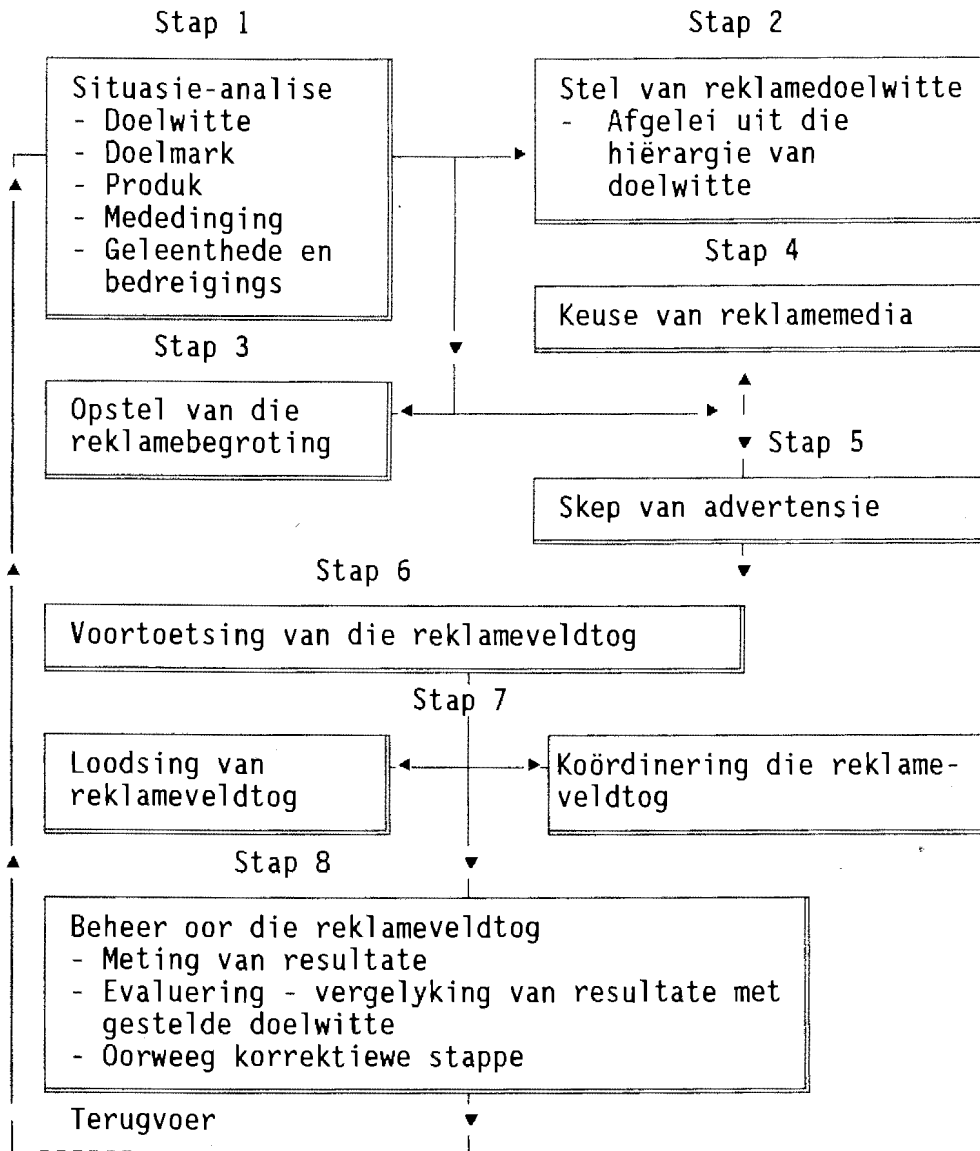 Stap 1
Situasie-analise
- Doelwitte
- Doelmark
- Produk
- Mededinging
- Geleenthede en
bedreigings
Stap 2
Stel van reklamedoelwitte
- Afgelei uit die
hiërargie van
doelwitte
Stap 3
Opstel van die
reklamebegroting
Stap 4
Keuse van reklamemedia
Stap 5
Skep van advertensie
Stap 6
Voortoetsing van die reklameveldtog
Stap 7
Loodsing van
reklameveldtog
Koördinering die reklame-
veldtog
Stap 8
Beheer oor die reklameveldtog
- Meting van resultate
- Evaluering - vergelyking van resultate met
gestelde doelwitte
- Oorweeg korrektiewe stappe
Terugvoer